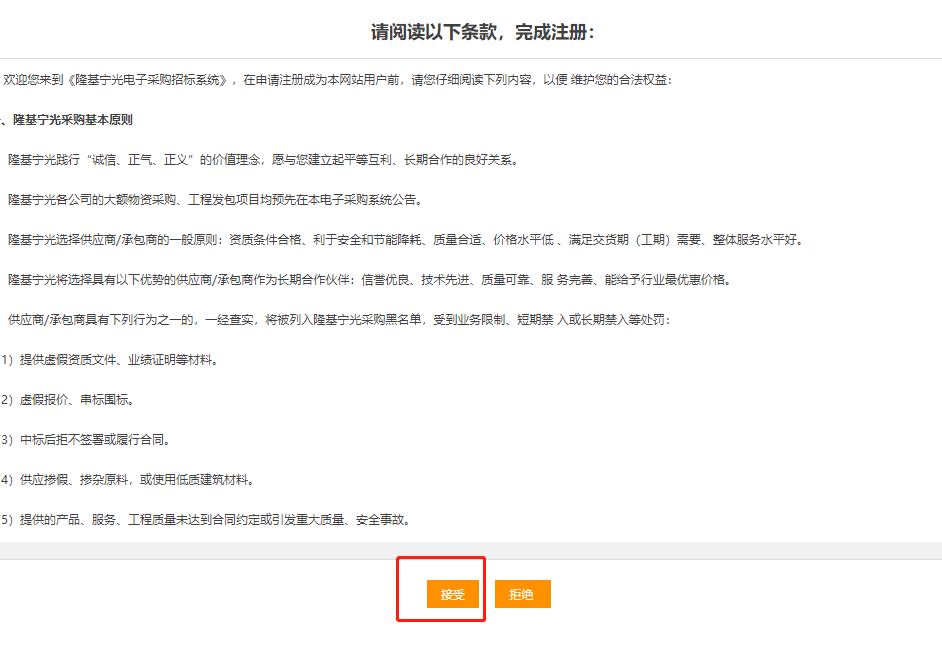 请阅读以下条款，完成注册：
欢迎您来到《隆基宁光电子采购招标系统》，在申请注册成为本网站用户前，请您仔细阅读下列内容，以便 维护您的合法权益：
、隆基宁光采购基本原则
隆基宁光践行“诚信、正气、正义”的价值理念，愿与您建立起平等互利、长期合作的良好关系。
隆基宁光各公司的大额物资采购、工程发包项目均预先在本电子采购系统公告。
隆基宁光选择供应商/承包商的一般原则：资质条件合格、利于安全和节能降耗、质量合适、价格水平低 、满足交货期（工期）需要、整体服务水平好。
隆基宁光将选择具有以下优势的供应商/承包商作为长期合作伙伴：信誉优良、技术先进、质量可靠、服 务完善、能给予行业最优惠价格。
供应商/承包商具有下列行为之一的，一经查实，将被列入隆基宁光采购黑名单，受到业务限制、短期禁 入或长期禁入等处罚：
1）提供虚假资质文件、业绩证明等材料。
2）虚假报价、串标围标。
3）中标后拒不签署或履行合同。
4）供应掺假、掺杂原料，或使用低质建筑材料。
5）提供的产品、服务、工程质量未达到合同约定或引发重大质量、安全事故。
接受 拒绝